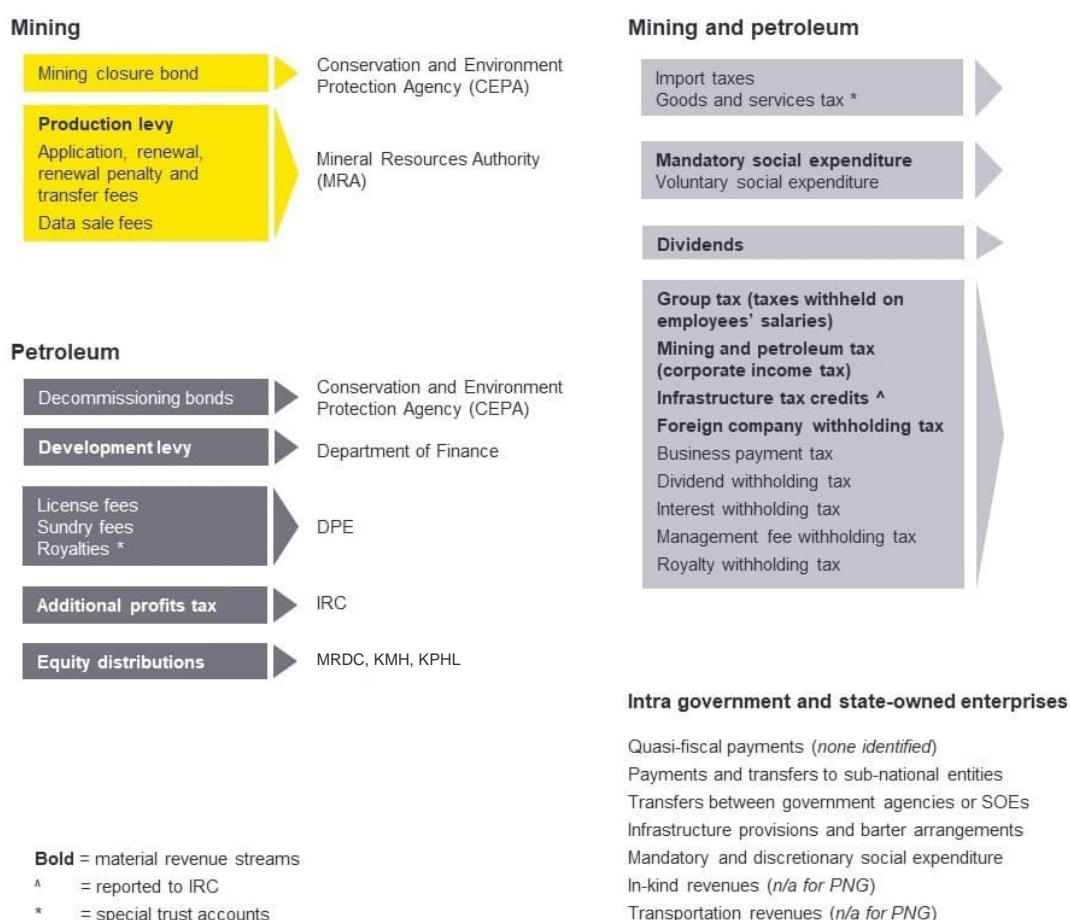 Mining
Mining closure bond
Conservation and Environment
Protection Agency (CEPA)
Production levy
Application, renewal,
renewal penalty and
transfer fees
Data sale fees
Mineral Resources Authority
(MRA)
Petroleum
Decommissioning bonds
Conservation and Environment
Protection Agency (CEPA)
Development levy
Department of Finance
License fees
Sundry fees
Royalties *
DPE
Additional profits tax
IRC
Equity distributions
MRDC, KMH, KPHL
Bold = material revenue streams
^ = reported to IRC
* = special trust accounts
Mining and petroleum
Import taxes
Goods and services tax *
Mandatory social expenditure
Voluntary social expenditure
Dividends
Group tax (taxes withheld on
employees' salaries)
Mining and petroleum tax
(corporate income tax)
Infrastructure tax credits ^
Foreign company withholding tax
Business payment tax
Dividend withholding tax
Interest withholding tax
Management fee withholding tax
Royalty withholding tax
Intra government and state-owned enterprises
Quasi-fiscal payments (none identified)
Payments and transfers to sub-national entities
Transfers between government agencies or SOEs
Infrastructure provisions and barter arrangements
Mandatory and discretionary social expenditure
In-kind revenues (n/a for PNG)
Transportation revenues (n/a for PNG)